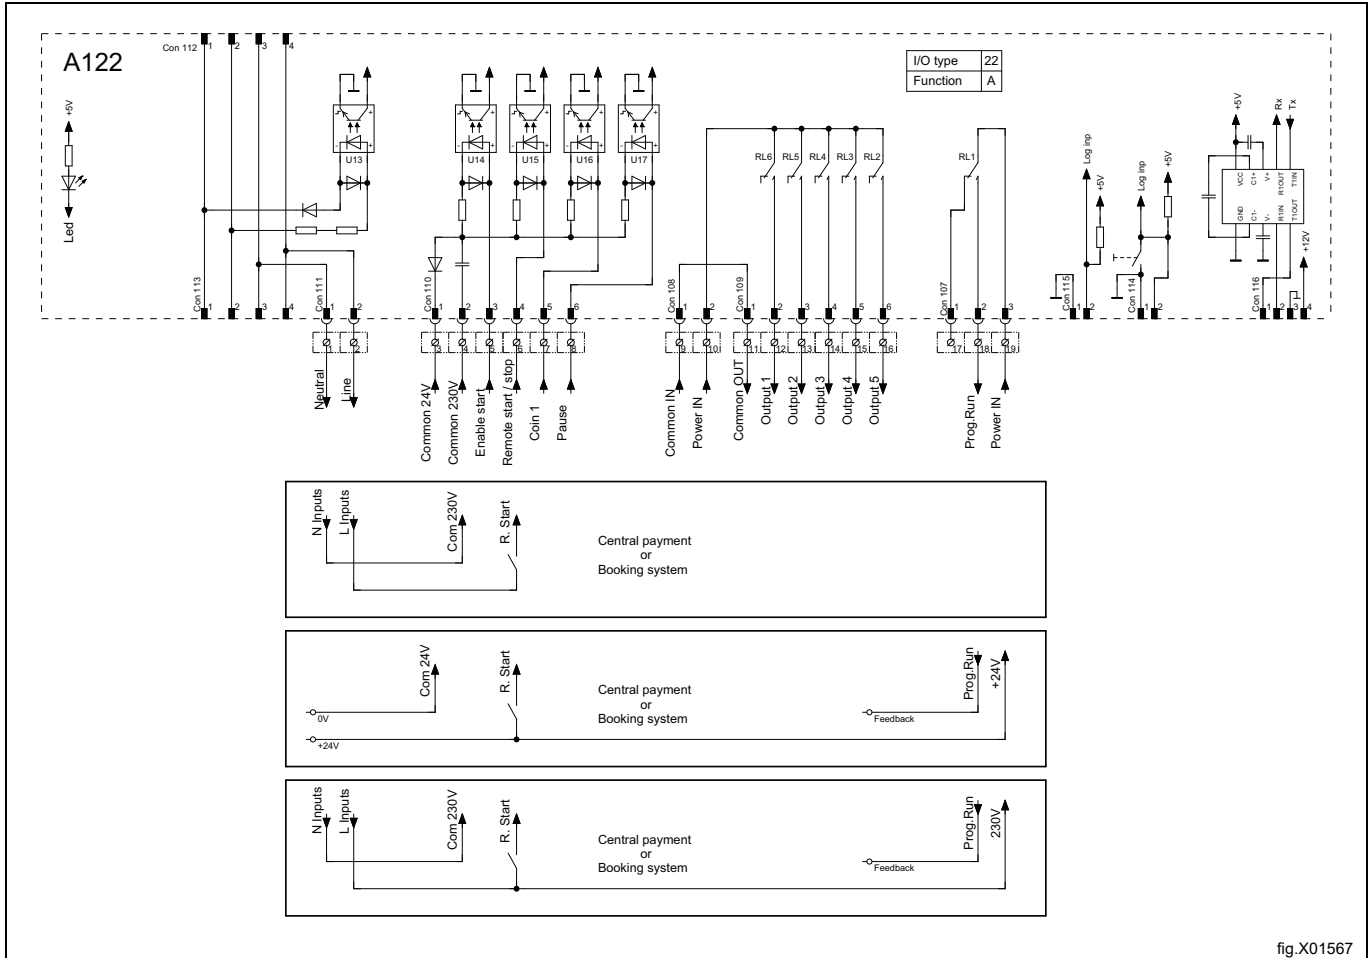 A122
Con 112
1
2
3
4
I/O type 22
Function A
+5V
Led
U13
U14
U15
U16
U17
RL6
RL5
RL4
RL3
RL2
RL1
Log inp
+5V
Log inp
+5V
+5V
Rx
Tx
VCC
C1+
V+
R1OUT
T1IN
GND
C1-
V-
R1IN
T1OUT
+12V
Con 113
1
2
3
4
Con 111
1
2
Con 110
1
2
3
4
5
6
Con 108
1
2
Con 109
1
2
3
4
5
6
Con 107
1
2
3
Con 115
1
2
Con 114
1
2
Con 116
1
2
3
4
1
2
3
4
5
6
7
8
9
10
11
12
13
14
15
16
17
18
19
Neutral
Line
Common 24V
Common 230V
Enable start
Remote start / stop
Coin 1
Pause
Common IN
Power IN
Common OUT
Output 1
Output 2
Output 3
Output 4
Output 5
Prog.Run
Power IN
N Inputs
L Inputs
Com 230V
R. Start
Central payment
or
Booking system
Com 24V
R. Start
0V
+24V
Central payment
or
Booking system
Feedback
Prog.Run
+24V
N Inputs
L Inputs
Com 230V
R. Start
Central payment
or
Booking system
Feedback
Prog.Run
230V
fig.X01567